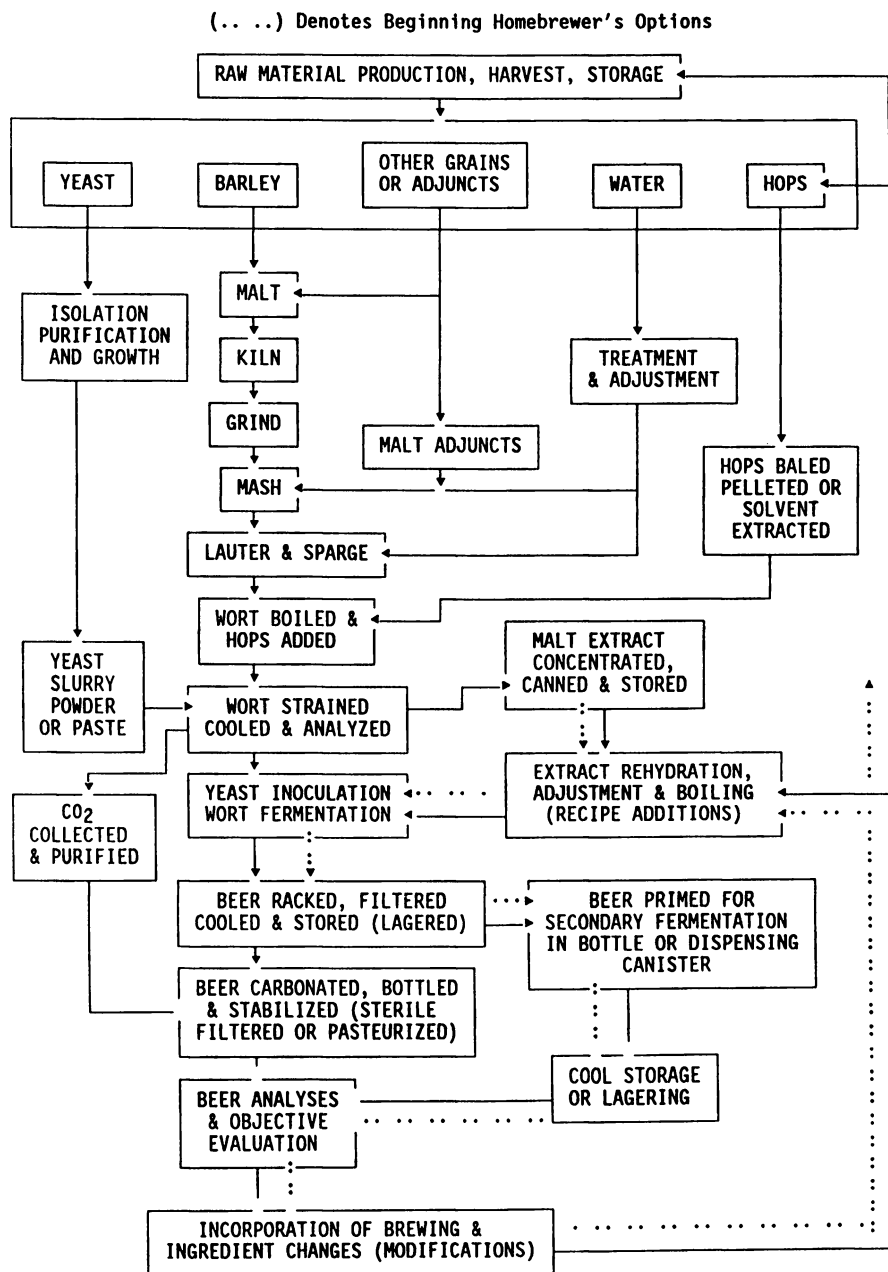 (.. ..) Denotes Beginning Homebrewer's Options
RAW MATERIAL PRODUCTION, HARVEST, STORAGE
YEAST
BARLEY
OTHER GRAINS
OR ADJUNCTS
WATER
HOPS
ISOLATION
PURIFICATION
AND GROWTH
MALT
KILN
GRIND
MASH
MALT ADJUNCTS
TREATMENT
& ADJUSTMENT
HOPS BALED
PELLETED OR
SOLVENT
EXTRACTED
LAUTER & SPARGE
WORT BOILED &
HOPS ADDED
YEAST
SLURRY
POWDER
OR PASTE
WORT STRAINED
COOLED & ANALYZED
MALT EXTRACT
CONCENTRATED,
CANNED & STORED
CO2
COLLECTED
& PURIFIED
YEAST INOCULATION
WORT FERMENTATION
EXTRACT REHYDRATION,
ADJUSTMENT & BOILING
(RECIPE ADDITIONS)
BEER RACKED, FILTERED
COOLED & STORED (LAGERED)
BEER PRIMED FOR
SECONDARY FERMENTATION
IN BOTTLE OR DISPENSING
CANISTER
BEER CARBONATED, BOTTLED
& STABILIZED (STERILE
FILTERED OR PASTEURIZED)
COOL STORAGE
OR LAGERING
BEER ANALYSES
& OBJECTIVE
EVALUATION
INCORPORATION OF BREWING &
INGREDIENT CHANGES (MODIFICATIONS)